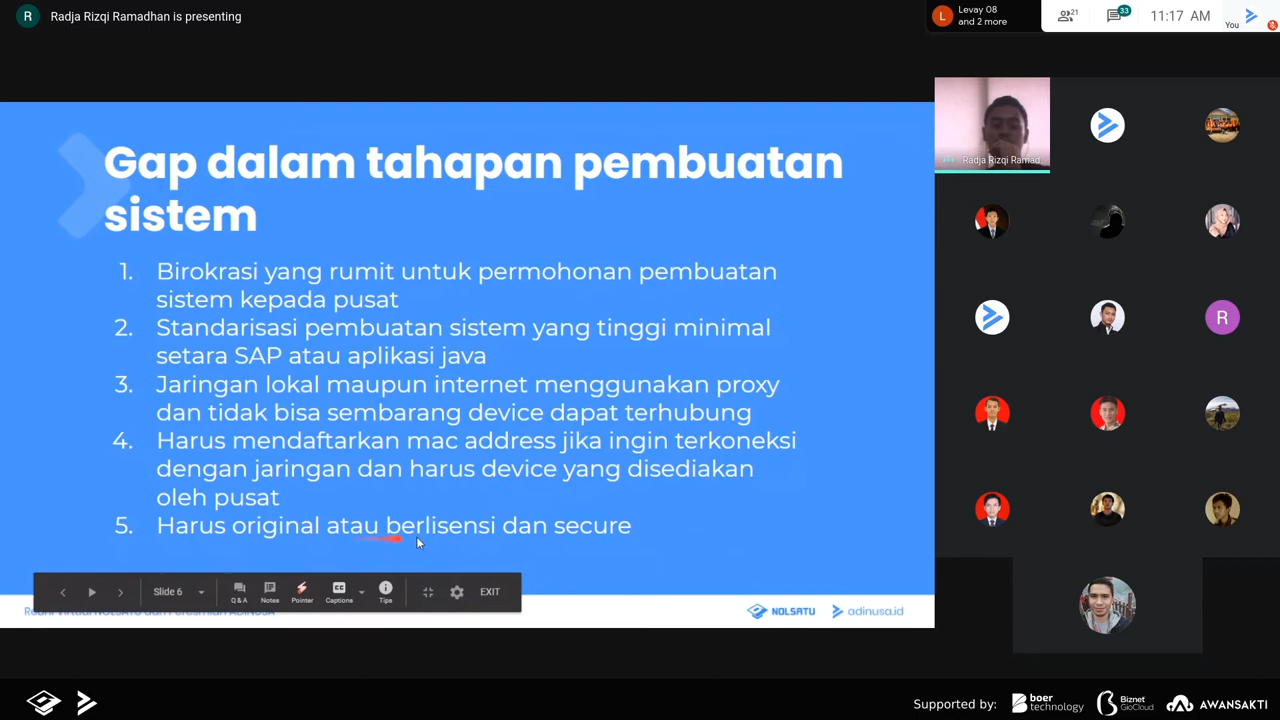 R Radja Rizqi Ramadhan is presenting
L Levay 08
and 2 more
21
33
11:17 AM
You
Gap dalam tahapan pembuatan
sistem
1. Birokrasi yang rumit untuk permohonan pembuatan
sistem kepada pusat
2. Standarisasi pembuatan sistem yang tinggi minimal
setara SAP atau aplikasi java
3. Jaringan lokal maupun internet menggunakan proxy
dan tidak bisa sembarang device dapat terhubung
4. Harus mendaftarkan mac address jika ingin terkoneksi
dengan jaringan dan harus device yang disediakan
oleh pusat
5. Harus original atau berlisensi dan secure
Radja Rizqi Ramad
R
Slide 6
Q & A
Notes
Pointer
CC
Captions
Tips
EXIT
NOLSATU
adinusa.id
Supported by:
boer
technology
Biznet
GioCloud
AWANSAKTI